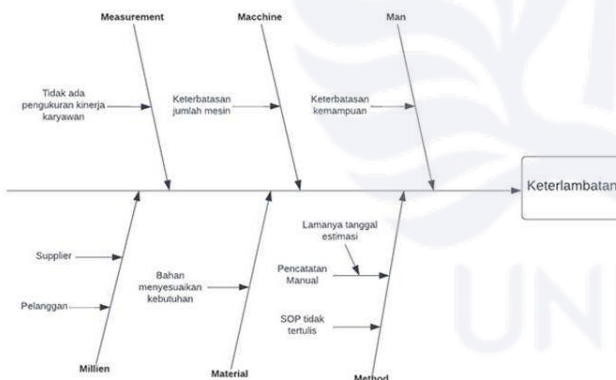 Measurement
Macchine
Man
Tidak ada
pengukuran kinerja
karyawan
Keterbatasan
jumlah mesin
Keterbatasan
kemampuan
Keterlambatan
Lamanya tanggal
estimasi
Supplier
Bahan
menyesuaikan
kebutuhan
Pencatatan
Manual
Pelanggan
SOP tidak
tertulis
Millien
Material
Method
UNI